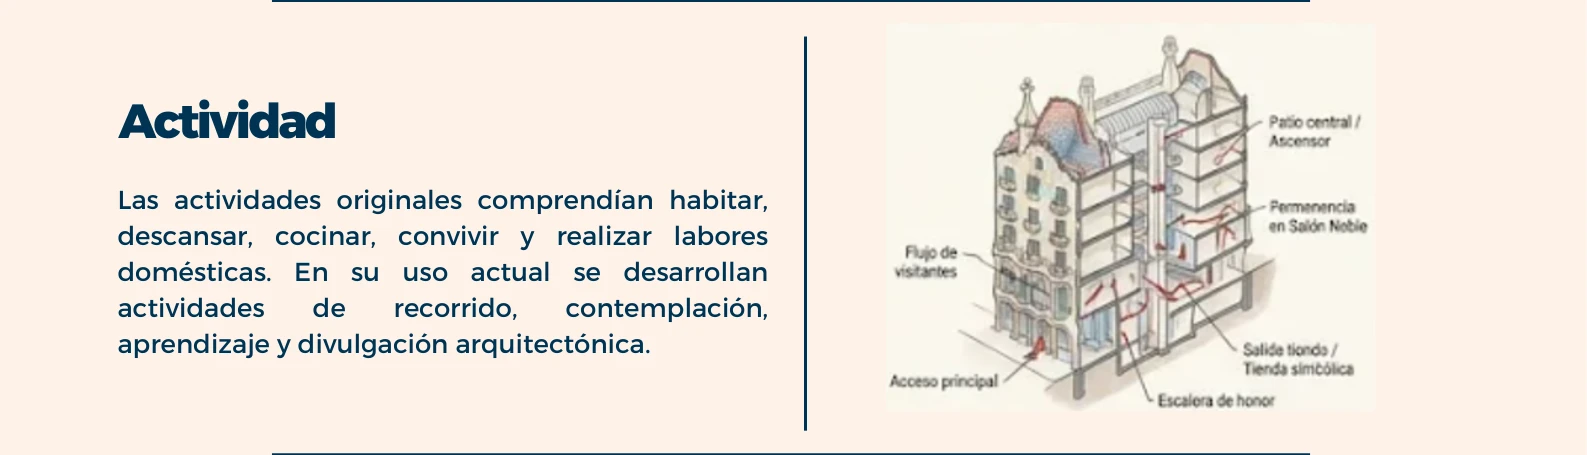 Actividad
Las actividades originales comprendían habitar,
descansar, cocinar, convivir y realizar labores
domésticas. En su uso actual se desarrollan
actividades de recorrido, contemplación,
aprendizaje y divulgación arquitectónica.
Patio central /
Ascensor
Permenencia
en Salón Noble
Flujo de
visitantes
Salida tiondo /
Tienda simbólica
Acceso principal
Escalera de honor